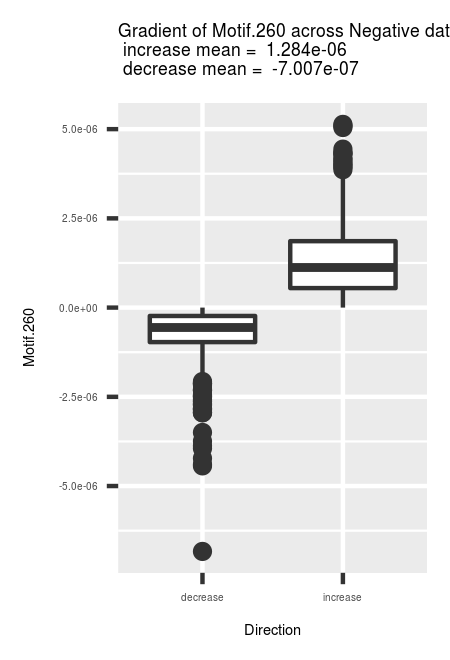 Gradient of Motif.260 across Negative dat
increase mean =  1.284e-06
decrease mean =  -7.007e-07
5.0e-06
2.5e-06
0.0e+00
-2.5e-06
-5.0e-06
Motif.260
decrease
increase
Direction